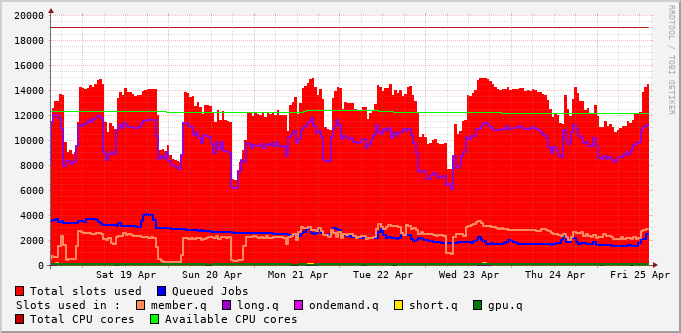 20000
18000
16000
14000
12000
10000
8000
6000
4000
2000
0
Sat 19 Apr Sun 20 Apr Mon 21 Apr Tue 22 Apr Wed 23 Apr Thu 24 Apr Fri 25 Apr
Total slots used Queued Jobs
Slots used in : member.q long.q ondemand.q short.q gpu.q
Total CPU cores Available CPU cores
RRDTOOL / TOBI OETIKER